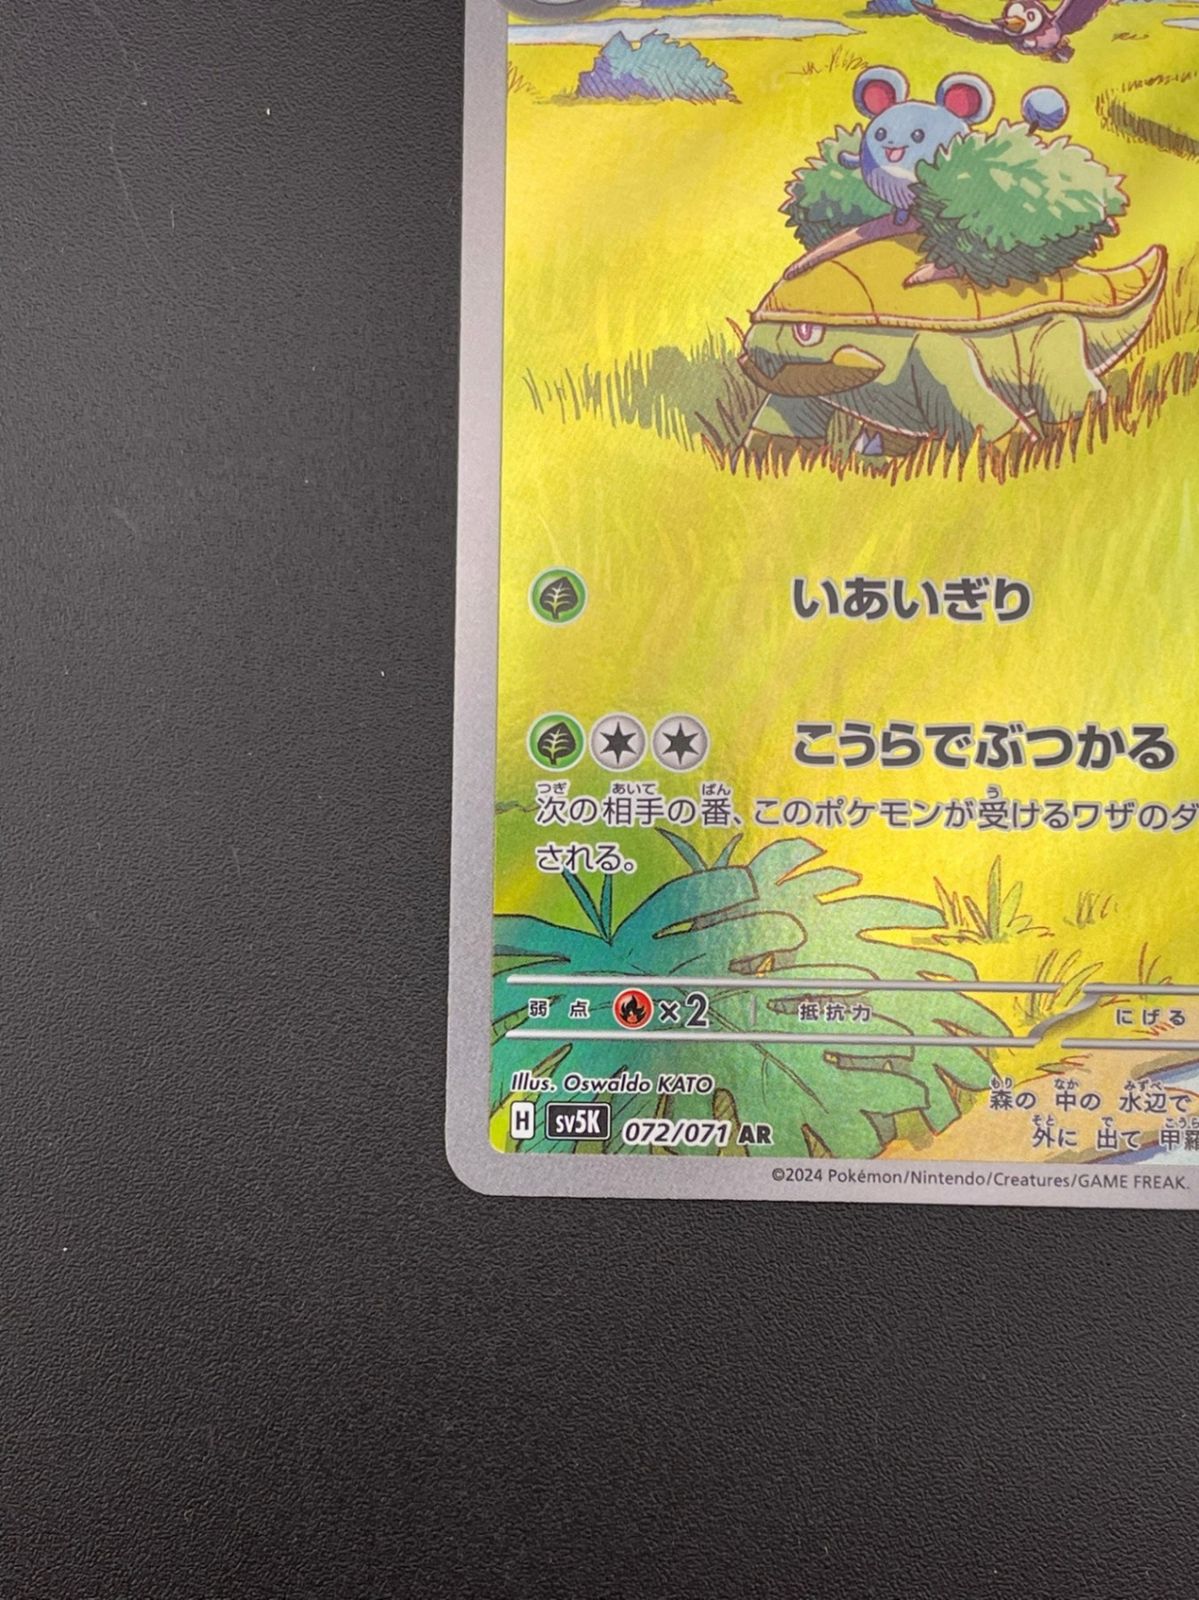 いあいぎり
こうらでぶつかる
つぎ あいて ばん う
次の相手の番、このポケモンが受けるワザのダ
される。
弱点 ×2 抵抗力 にげる
Illus. Oswaldo KATO
もり なか みずべ
森の 中の 水辺で
H sv5K 072/071 AR
そと で こうら
外に 出て 甲羅
©2024 Pokémon/Nintendo/Creatures/GAME FREAK.